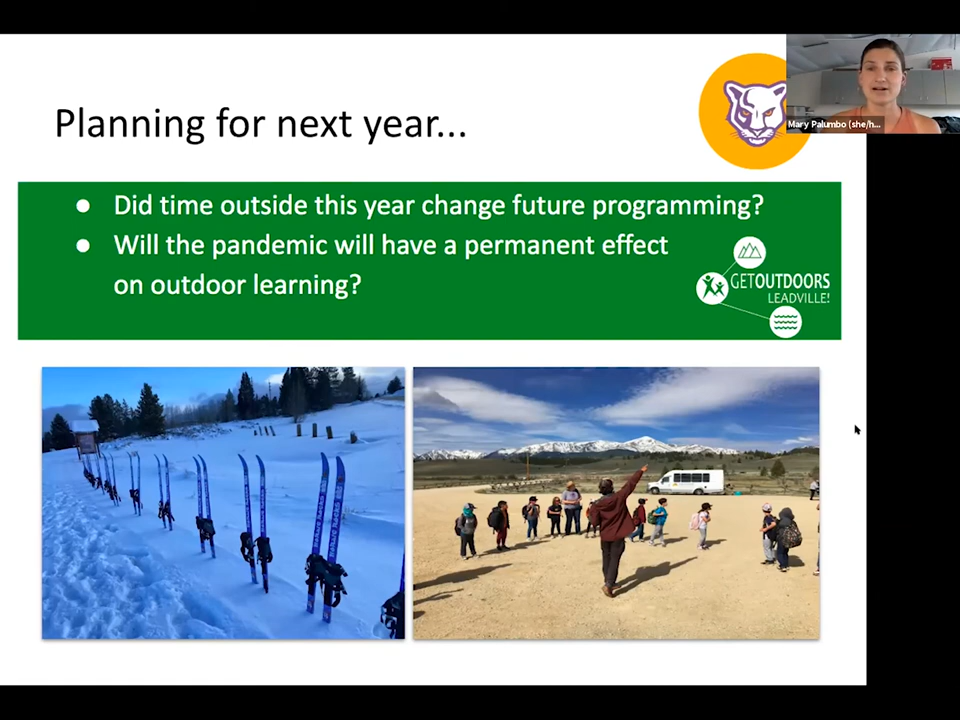 Planning for next year...
Mary Palumbo (she/h...
● Did time outside this year change future programming?
● Will the pandemic will have a permanent effect
on outdoor learning?
GETOUTDOORS
LEADVILLE!